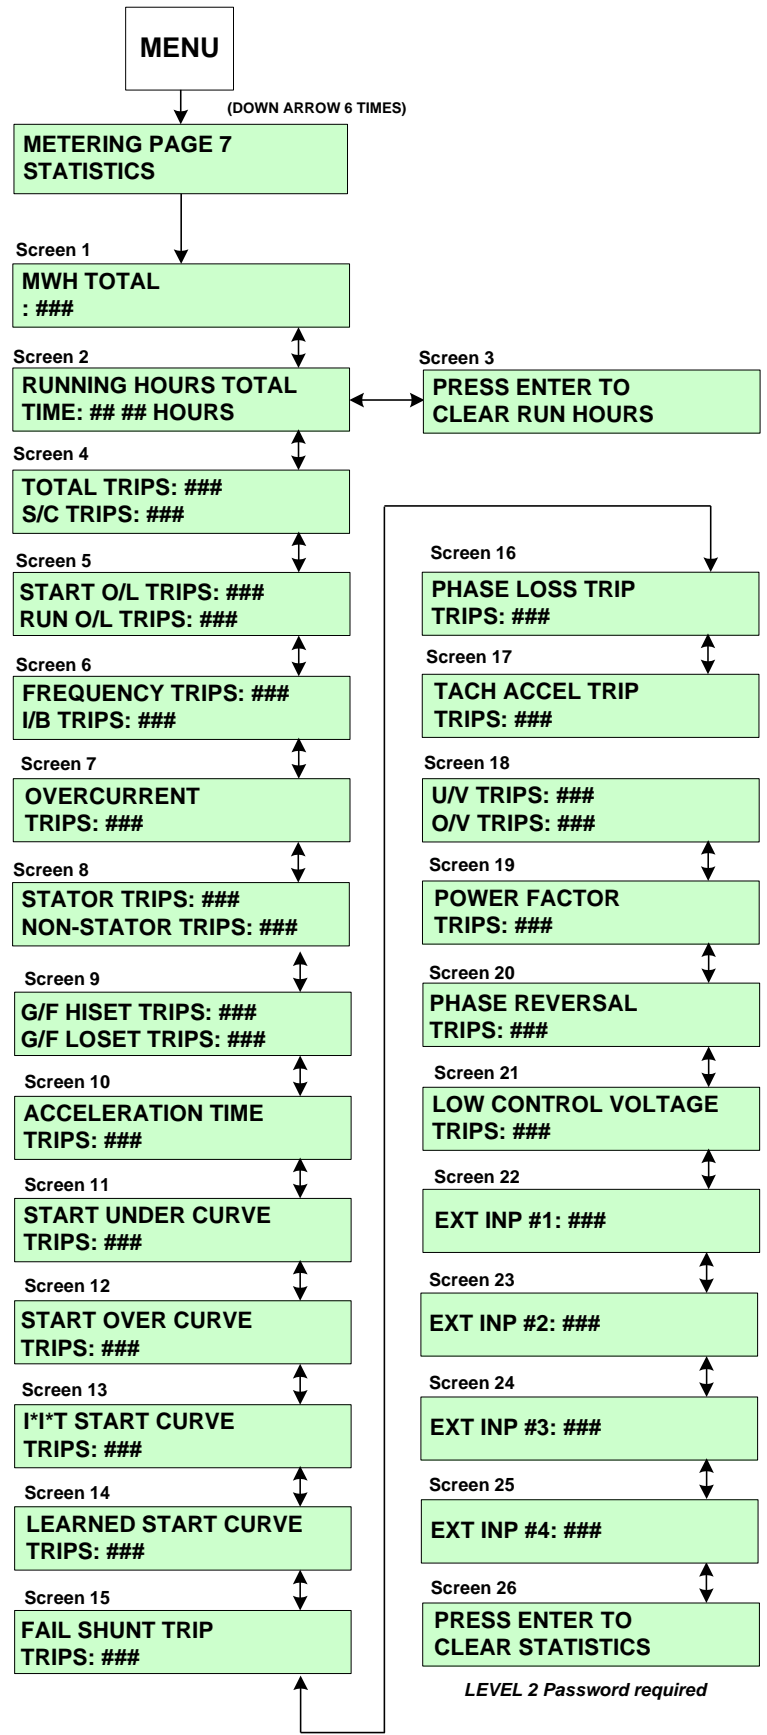 MENU
(DOWN ARROW 6 TIMES)
METERING PAGE 7
STATISTICS
Screen 1
MWH TOTAL
: ###
Screen 2
RUNNING HOURS TOTAL
TIME: ## ## HOURS
Screen 3
PRESS ENTER TO
CLEAR RUN HOURS
Screen 4
TOTAL TRIPS: ###
S/C TRIPS: ###
Screen 5
START O/L TRIPS: ###
RUN O/L TRIPS: ###
Screen 6
FREQUENCY TRIPS: ###
I/B TRIPS: ###
Screen 7
OVERCURRENT
TRIPS: ###
Screen 8
STATOR TRIPS: ###
NON-STATOR TRIPS: ###
Screen 9
G/F HISET TRIPS: ###
G/F LOSET TRIPS: ###
Screen 10
ACCELERATION TIME
TRIPS: ###
Screen 11
START UNDER CURVE
TRIPS: ###
Screen 12
START OVER CURVE
TRIPS: ###
Screen 13
I*I*T START CURVE
TRIPS: ###
Screen 14
LEARNED START CURVE
TRIPS: ###
Screen 15
FAIL SHUNT TRIP
TRIPS: ###
Screen 16
PHASE LOSS TRIP
TRIPS: ###
Screen 17
TACH ACCEL TRIP
TRIPS: ###
Screen 18
U/V TRIPS: ###
O/V TRIPS: ###
Screen 19
POWER FACTOR
TRIPS: ###
Screen 20
PHASE REVERSAL
TRIPS: ###
Screen 21
LOW CONTROL VOLTAGE
TRIPS: ###
Screen 22
EXT INP #1: ###
Screen 23
EXT INP #2: ###
Screen 24
EXT INP #3: ###
Screen 25
EXT INP #4: ###
Screen 26
PRESS ENTER TO
CLEAR STATISTICS
LEVEL 2 Password required